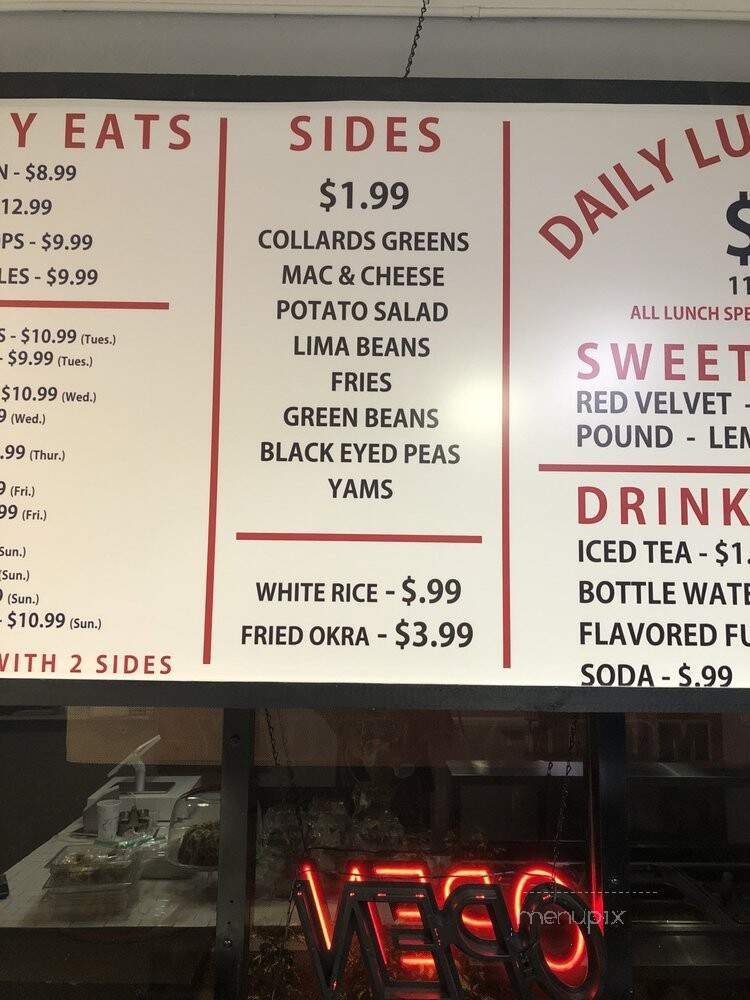 Y EATS
N - $8.99
12.99
PS - $9.99
LES - $9.99
S - $10.99 (Tues.)
- $9.99 (Tues.)
$10.99 (Wed.)
9 (Wed.)
.99 (Thur.)
9 (Fri.)
99 (Fri.)
Sun.)
(Sun.)
9 (Sun.)
- $10.99 (Sun.)
WITH 2 SIDES
SIDES
$1.99
COLLARDS GREENS
MAC & CHEESE
POTATO SALAD
LIMA BEANS
FRIES
GREEN BEANS
BLACK EYED PEAS
YAMS
WHITE RICE - $.99
FRIED OKRA - $3.99
DAILY LU
$
11
ALL LUNCH SPE
SWEET
RED VELVET -
POUND - LEM
DRINK
ICED TEA - $1.
BOTTLE WATE
FLAVORED FU
SODA - $.99
OPEN
menupix